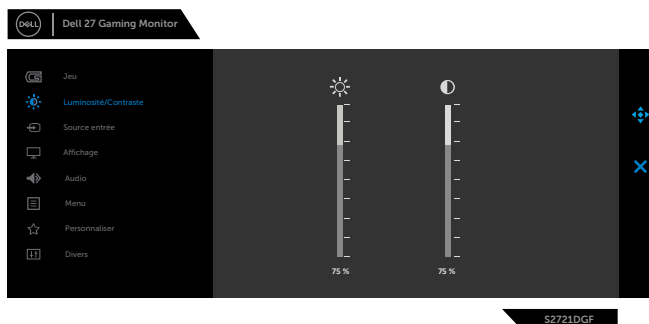 DELL
Dell 27 Gaming Monitor
Jeu
Luminosité/Contraste
Source entrée
Affichage
Audio
Menu
Personnaliser
Divers
75 %
75 %
S2721DGF